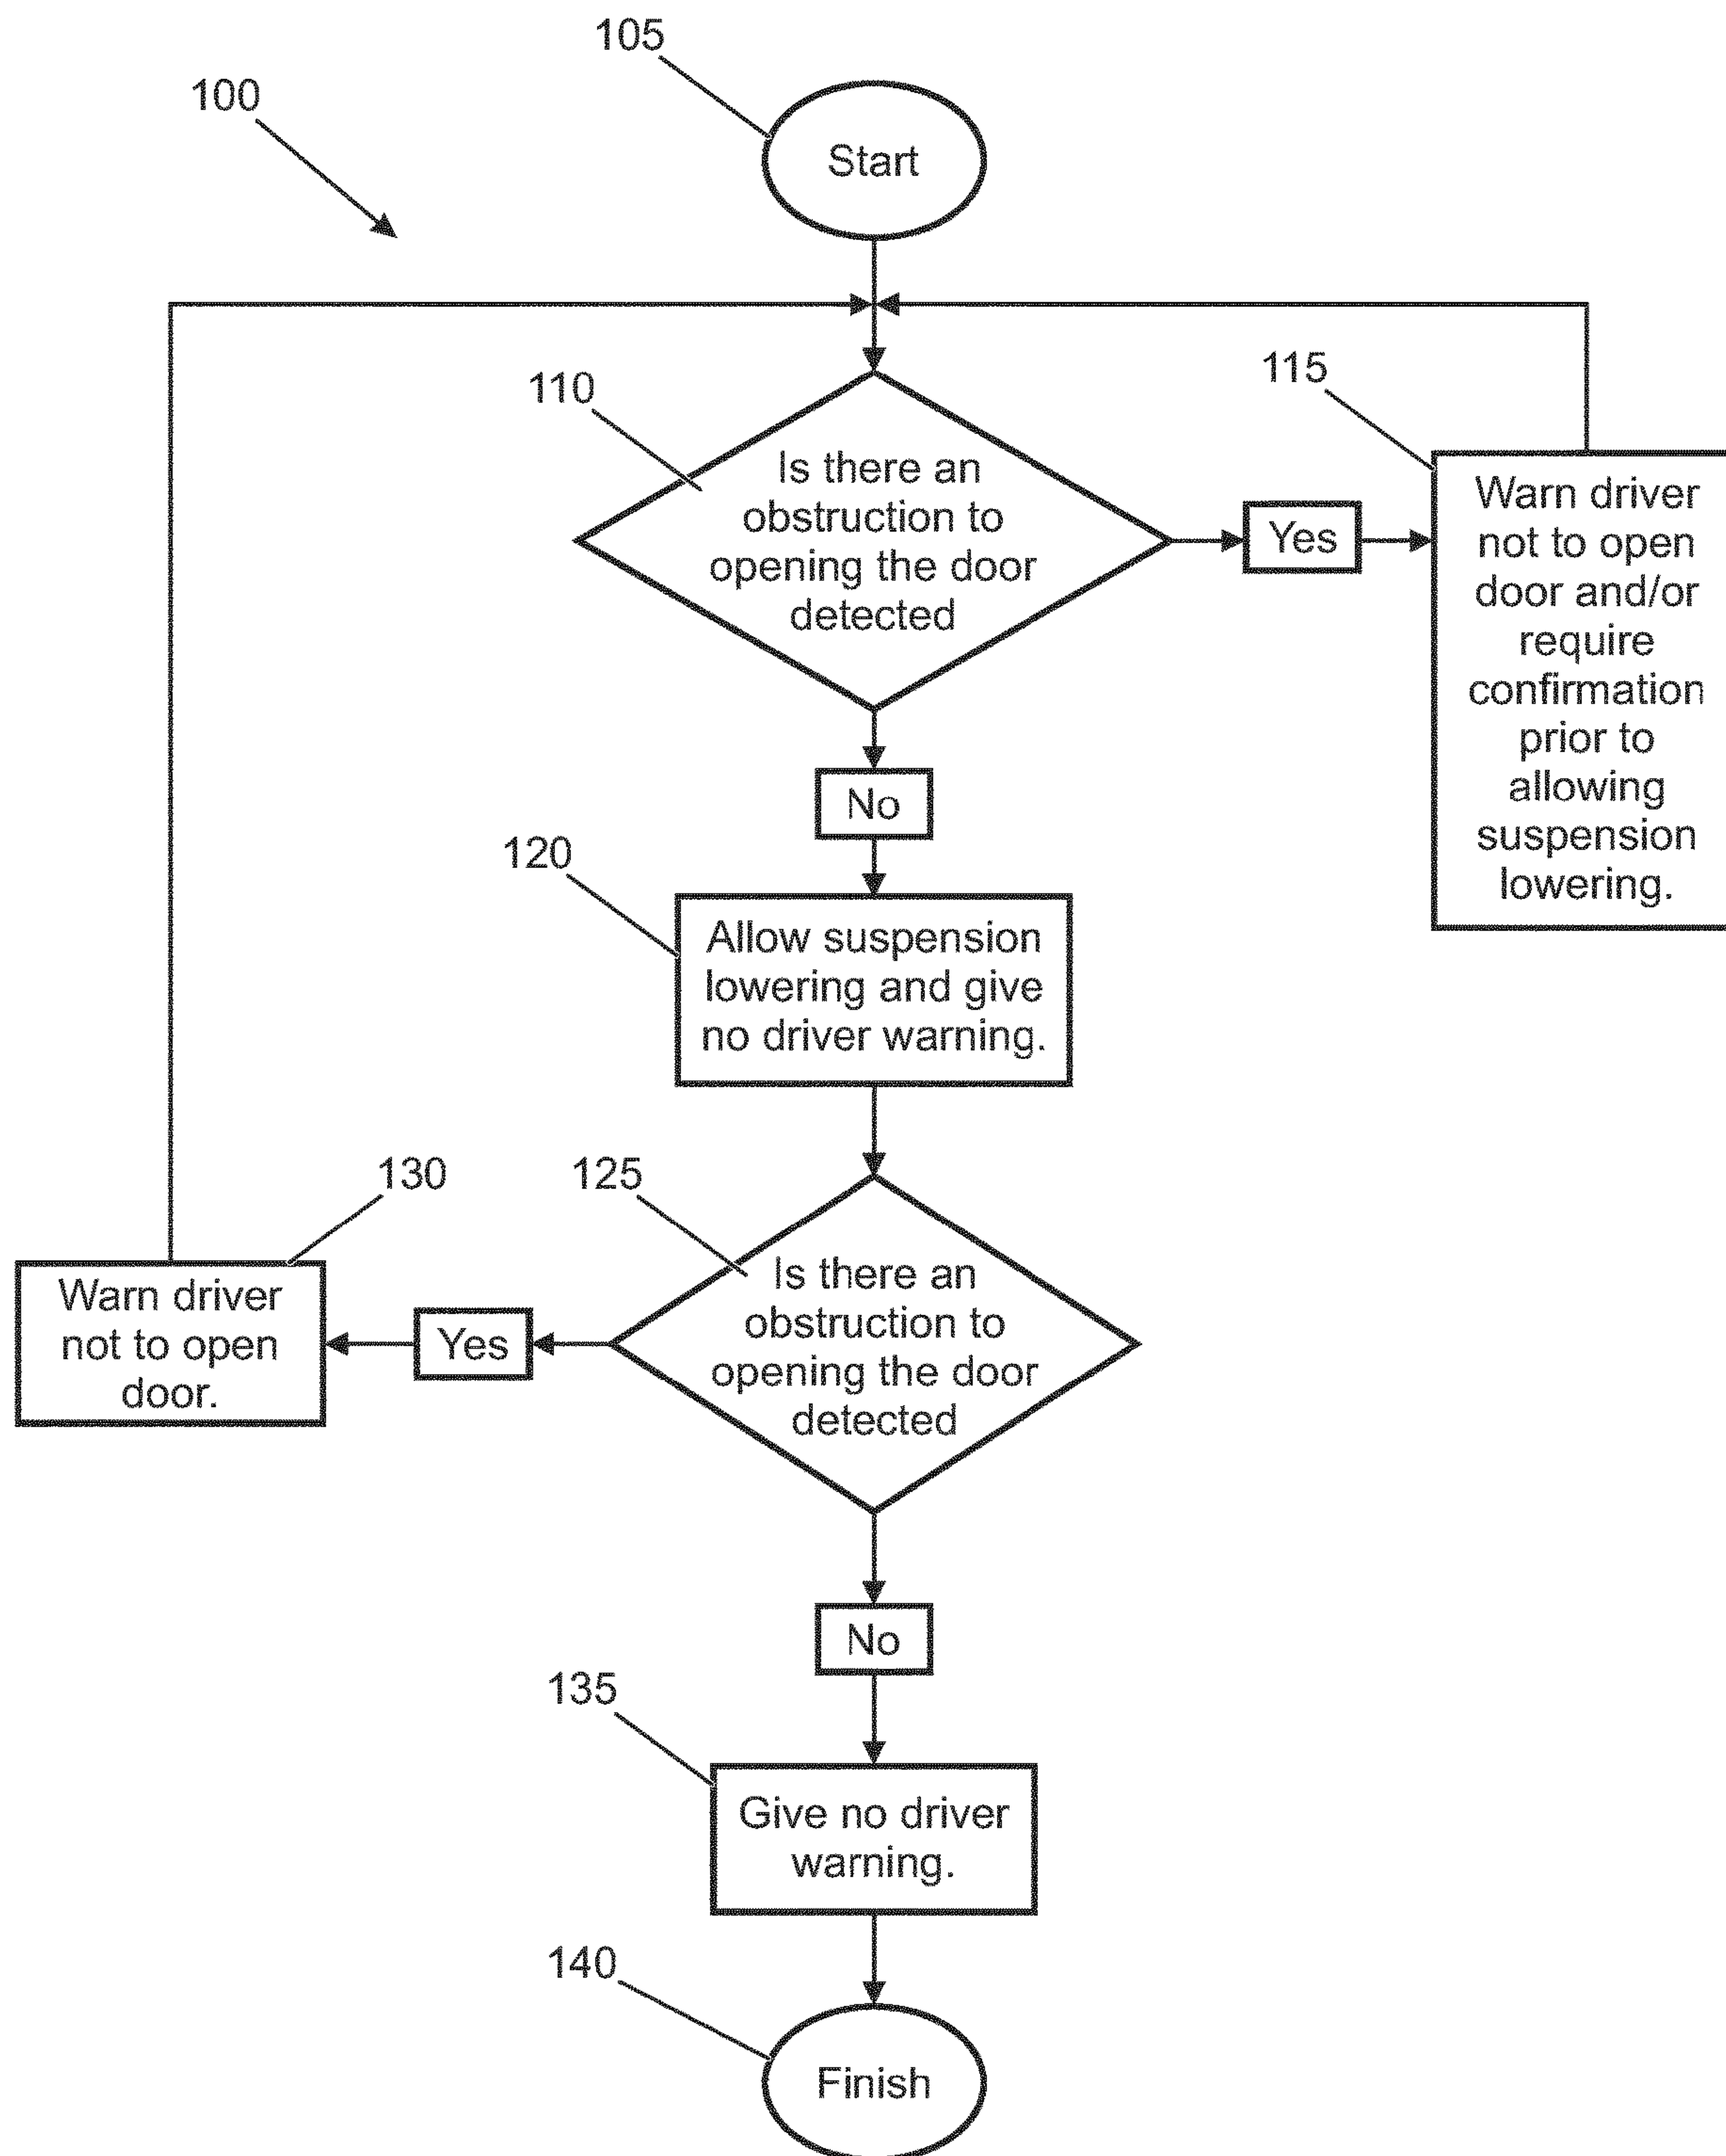 105
100
Start
110
Is there an
obstruction to
opening the door
detected
Yes
115
Warn driver
not to open
door and/or
require
confirmation
prior to
allowing
suspension
lowering.
No
120
Allow suspension
lowering and give
no driver warning.
130
125
Is there an
obstruction to
opening the door
detected
Yes
Warn driver
not to open
door.
No
135
Give no driver
warning.
140
Finish